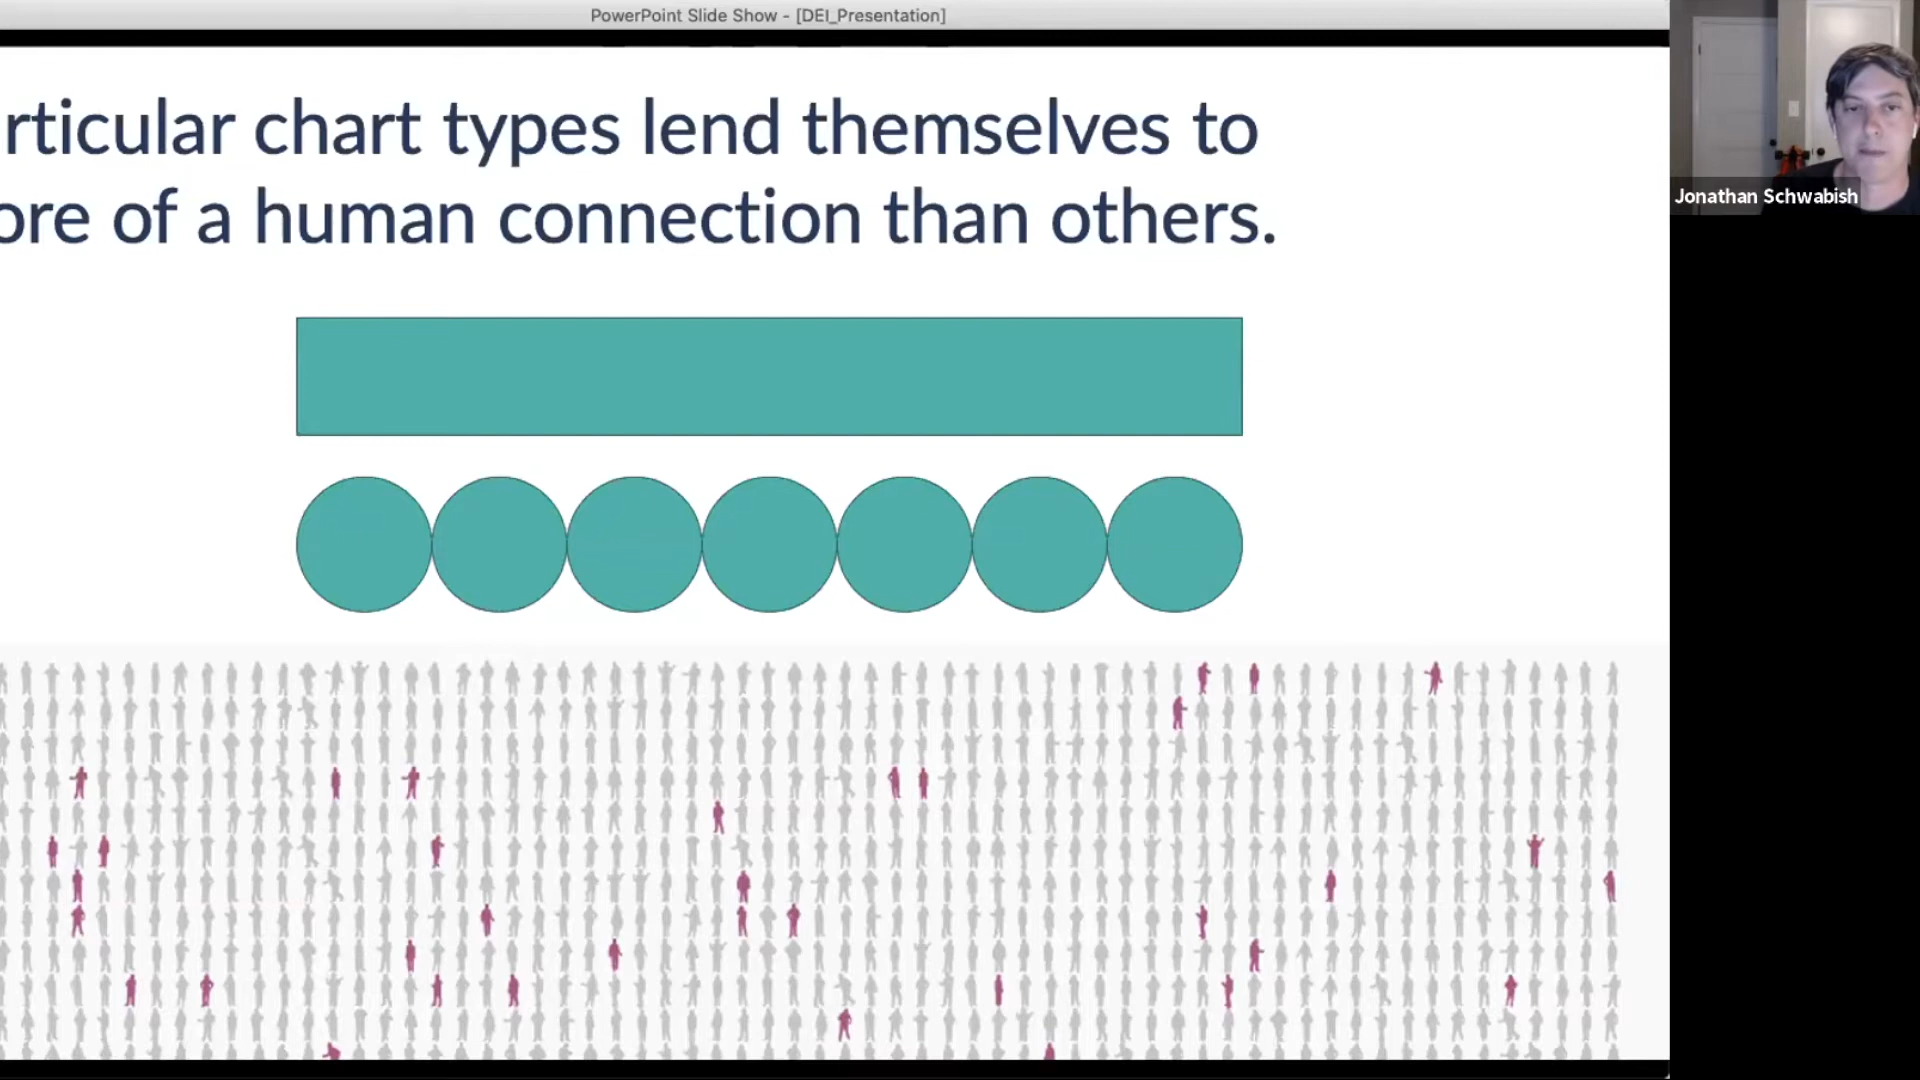 PowerPoint Slide Show - [DEI_Presentation]
rticular chart types lend themselves to
ore of a human connection than others.
Jonathan Schwabish